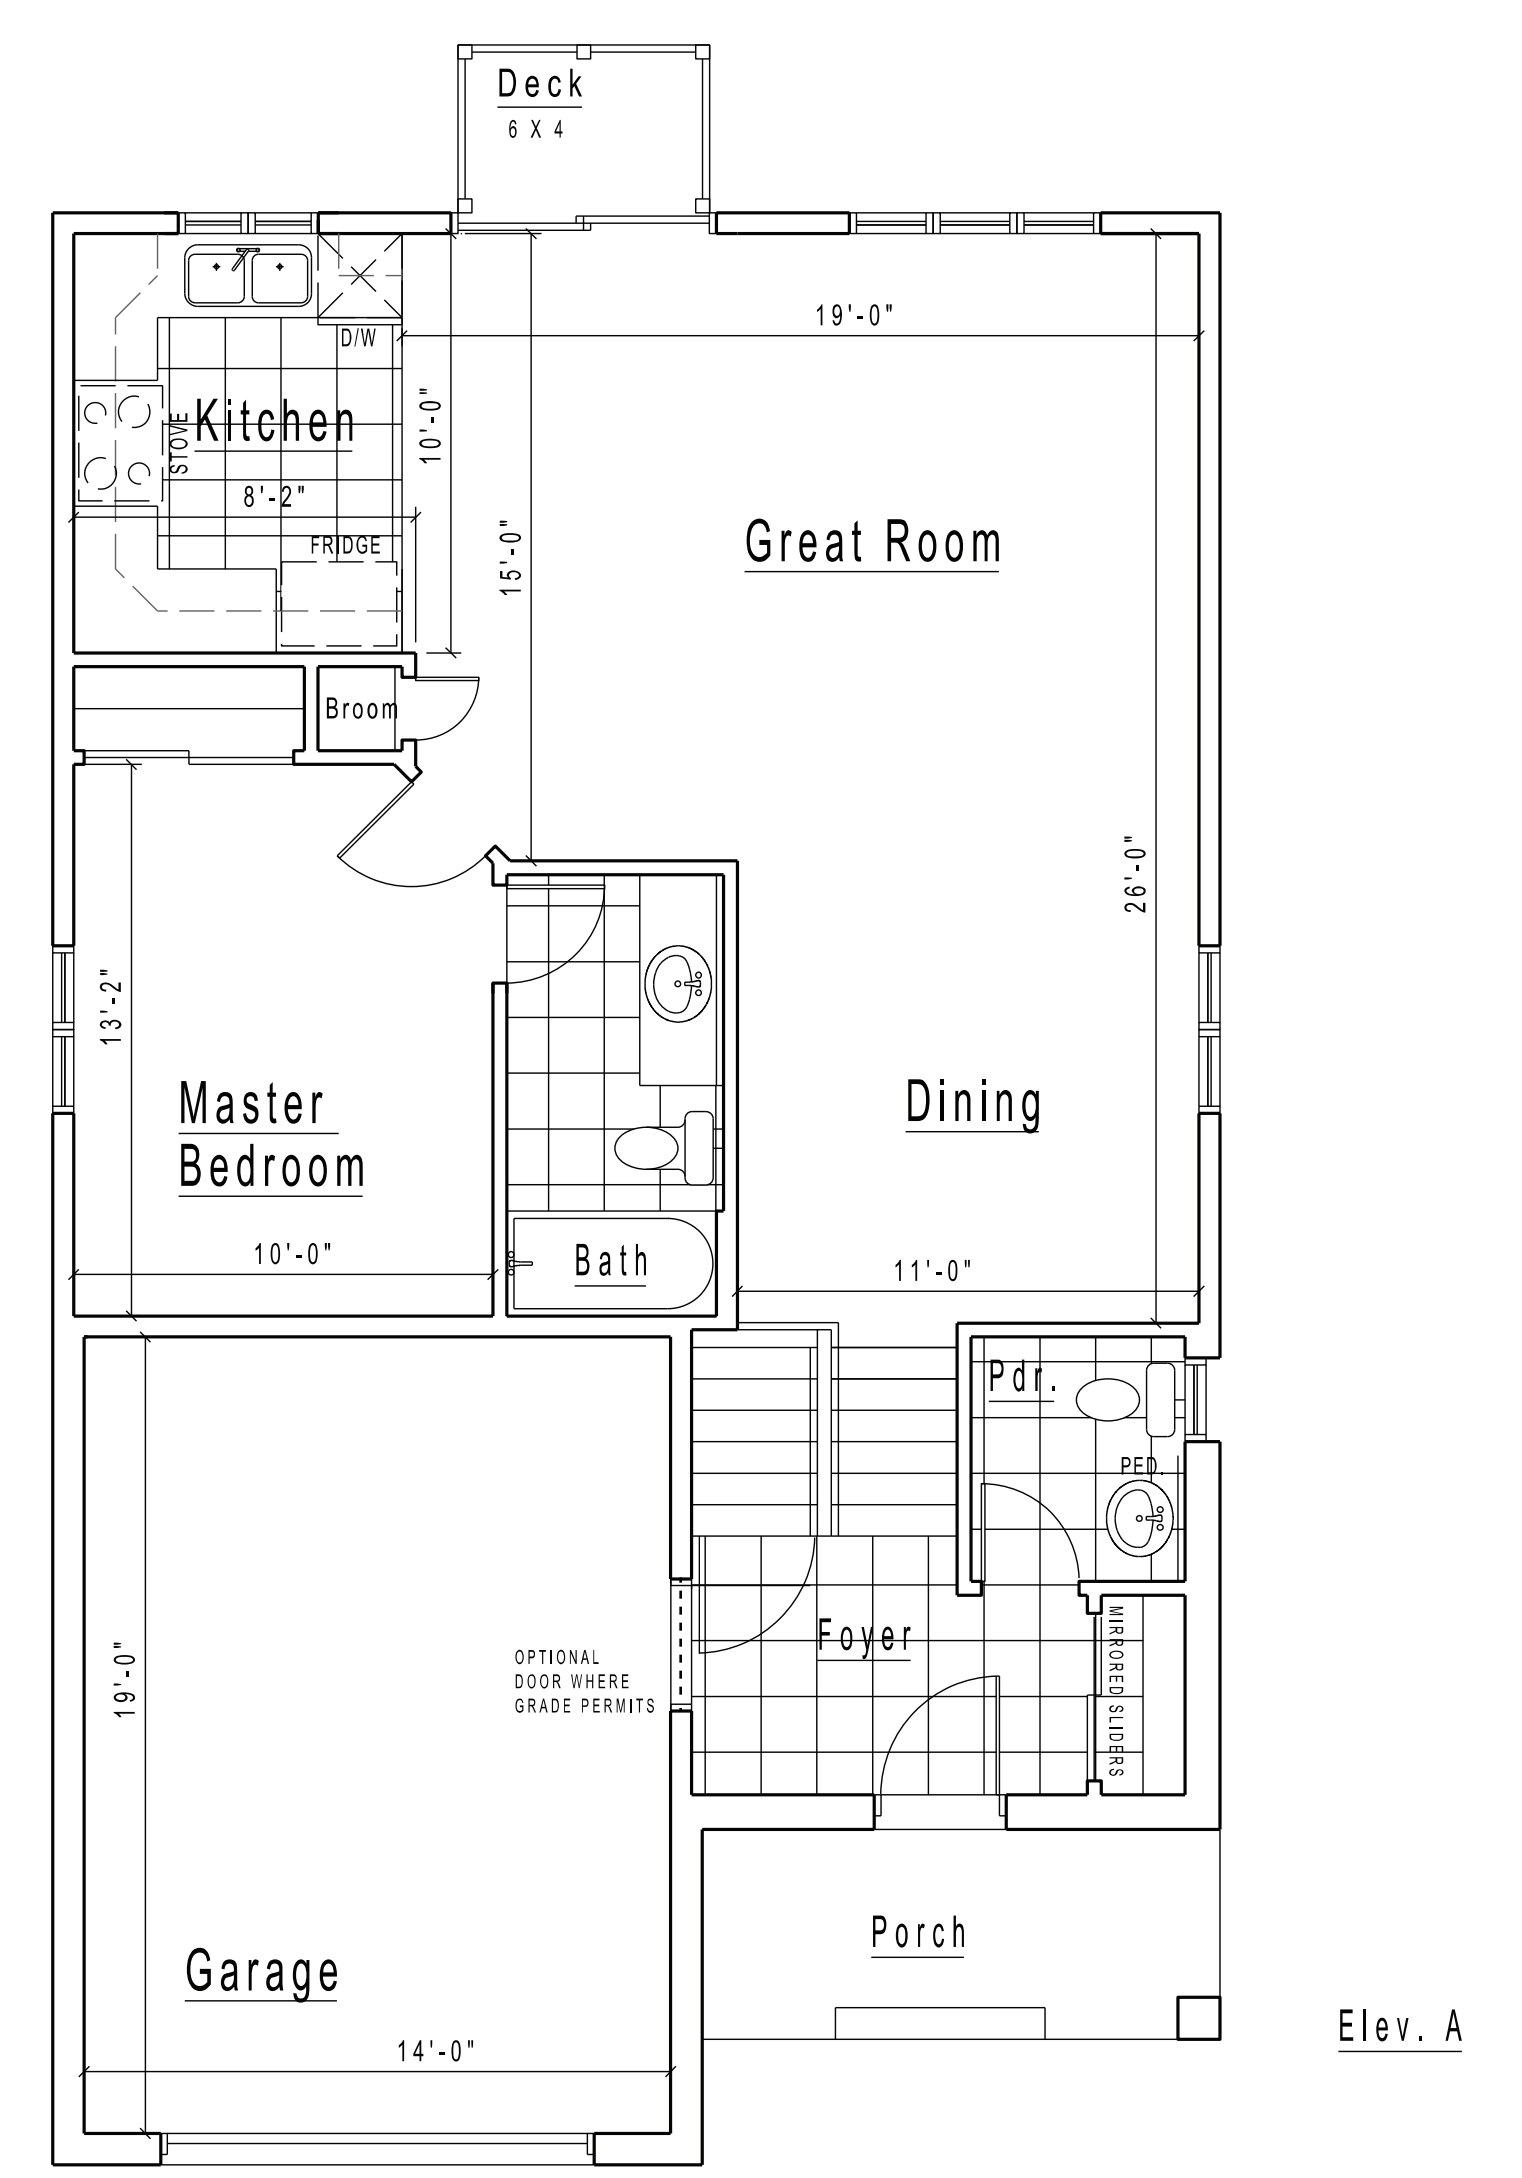 Deck
6 X 4
19'-0"
D/W
Kitchen
STOVE
10'-0"
8'-2"
FRIDGE
15'-0"
Great Room
Broom
26'-0"
13'-2"
Master
Bedroom
Dining
10'-0"
Bath
11'-0"
Pdr.
PED.
Foyer
MIRRORED SLIDERS
OPTIONAL
DOOR WHERE
GRADE PERMITS
19'-0"
Porch
Garage
14'-0"
Elev. A